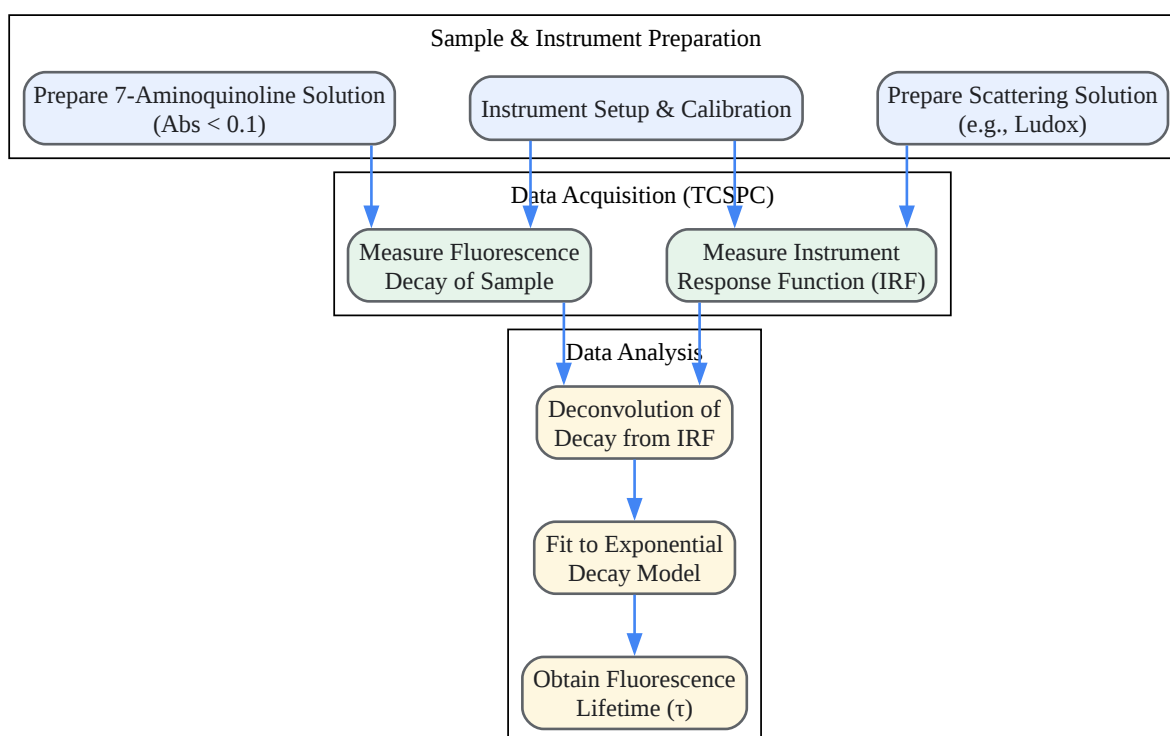 Sample & Instrument Preparation
Prepare 7-Aminoquinoline Solution
(Abs < 0.1)
Instrument Setup & Calibration
Prepare Scattering Solution
(e.g., Ludox)
Data Acquisition (TCSPC)
Measure Fluorescence
Decay of Sample
Measure Instrument
Response Function (IRF)
Data Analysis
Deconvolution of
Decay from IRF
Fit to Exponential
Decay Model
Obtain Fluorescence
Lifetime (τ)